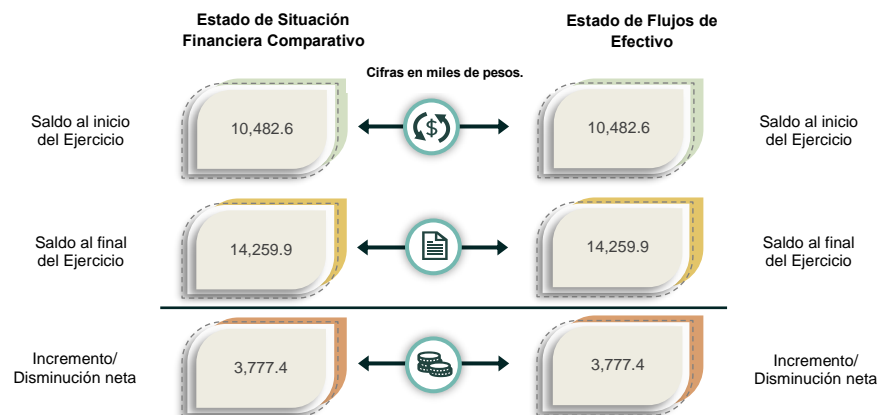 Estado de Situación
Financiera Comparativo
Estado de Flujos de
Efectivo
Cifras en miles de pesos.
Saldo al inicio
del Ejercicio
10,482.6
$
10,482.6
Saldo al inicio
del Ejercicio
Saldo al final
del Ejercicio
14,259.9
14,259.9
Saldo al final
del Ejercicio
Incremento/
Disminución neta
3,777.4
3,777.4
Incremento/
Disminución neta